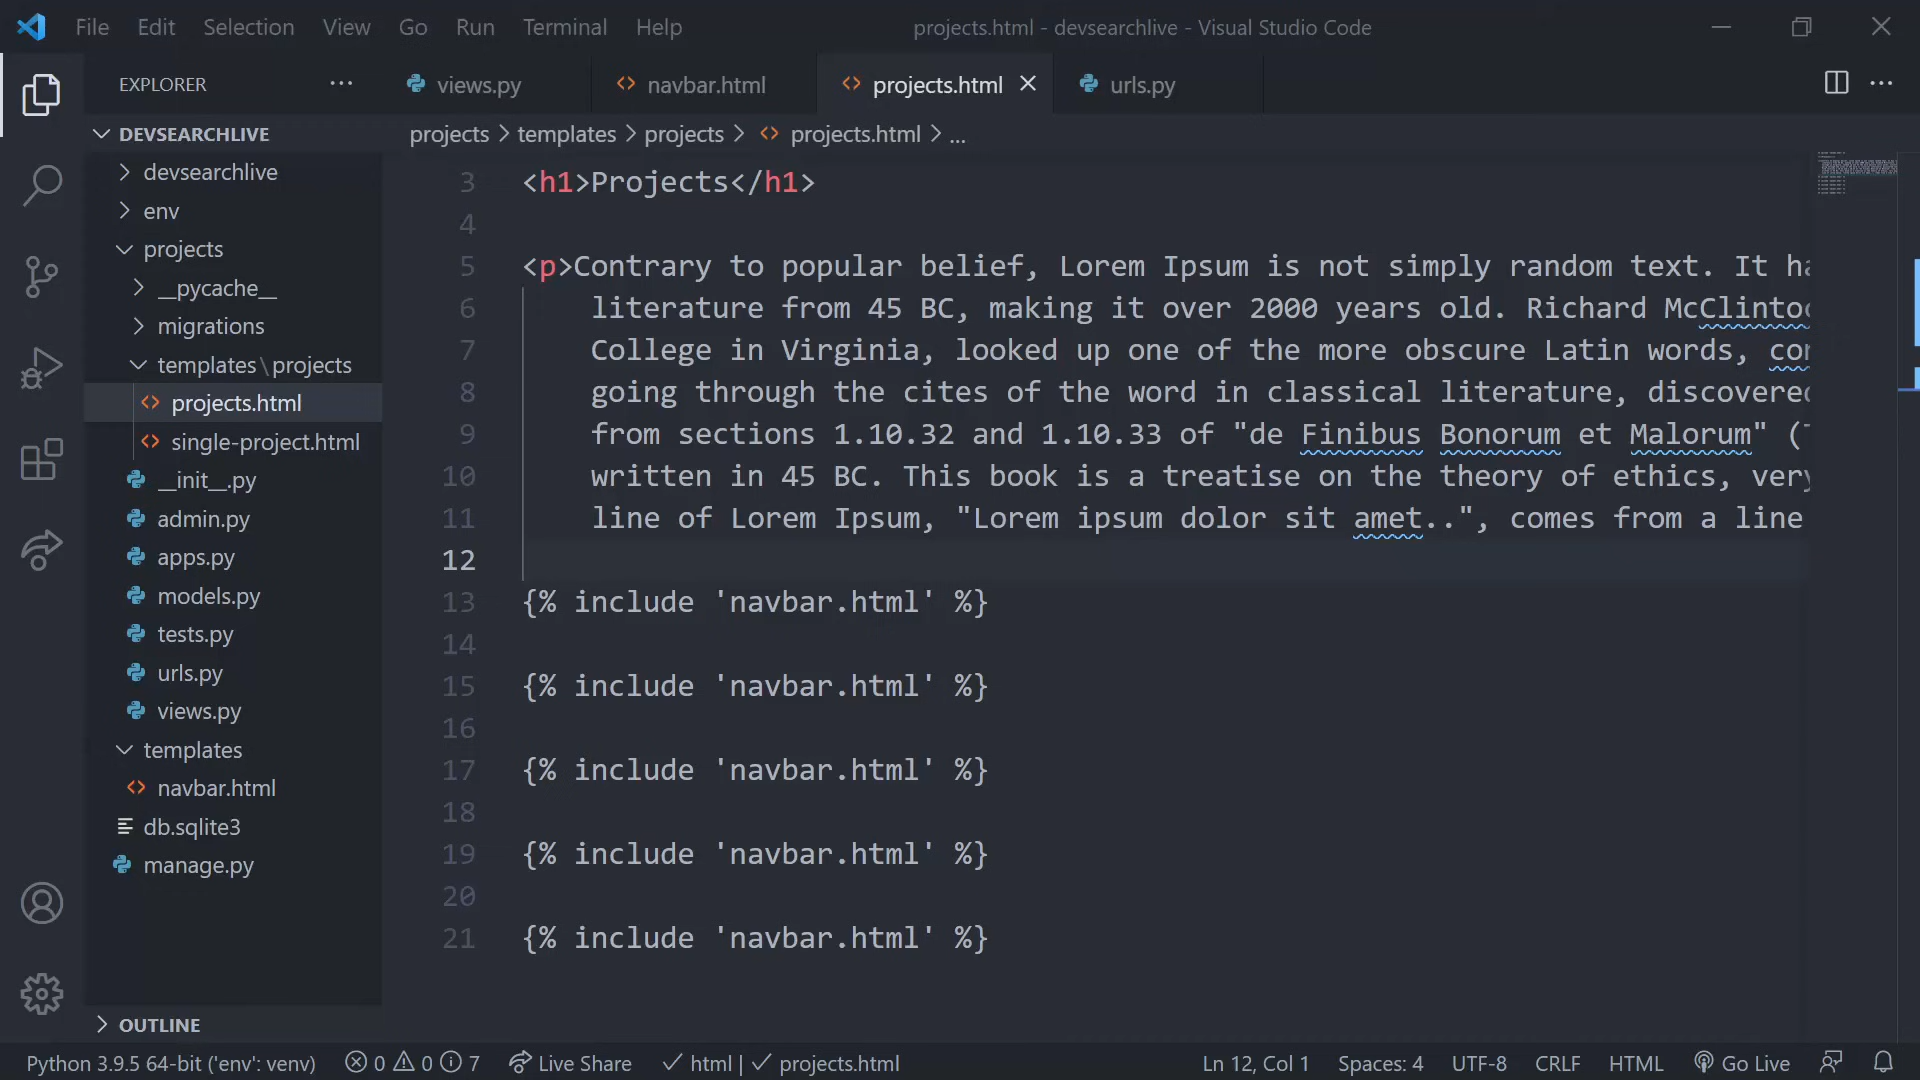 File Edit Selection View Go Run Terminal Help
projects.html - devsearchlive - Visual Studio Code
EXPLORER
views.py
navbar.html
projects.html
urls.py
DEVSEARCHLIVE
projects > templates > projects > projects.html > ...
devsearchlive
env
projects
__pycache__
migrations
templates\projects
projects.html
single-project.html
__init__.py
admin.py
apps.py
models.py
tests.py
urls.py
views.py
templates
navbar.html
db.sqlite3
manage.py
OUTLINE
3 <h1>Projects</h1>
4
5 <p>Contrary to popular belief, Lorem Ipsum is not simply random text. It ha
6 literature from 45 BC, making it over 2000 years old. Richard McClintoc
7 College in Virginia, looked up one of the more obscure Latin words, con
8 going through the cites of the word in classical literature, discovered
9 from sections 1.10.32 and 1.10.33 of "de Finibus Bonorum et Malorum" (T
10 written in 45 BC. This book is a treatise on the theory of ethics, very
11 line of Lorem Ipsum, "Lorem ipsum dolor sit amet..", comes from a line
12
13 {% include 'navbar.html' %}
14
15 {% include 'navbar.html' %}
16
17 {% include 'navbar.html' %}
18
19 {% include 'navbar.html' %}
20
21 {% include 'navbar.html' %}
Python 3.9.5 64-bit ('env': venv) 0 0 7 Live Share html | projects.html Ln 12, Col 1 Spaces: 4 UTF-8 CRLF HTML Go Live